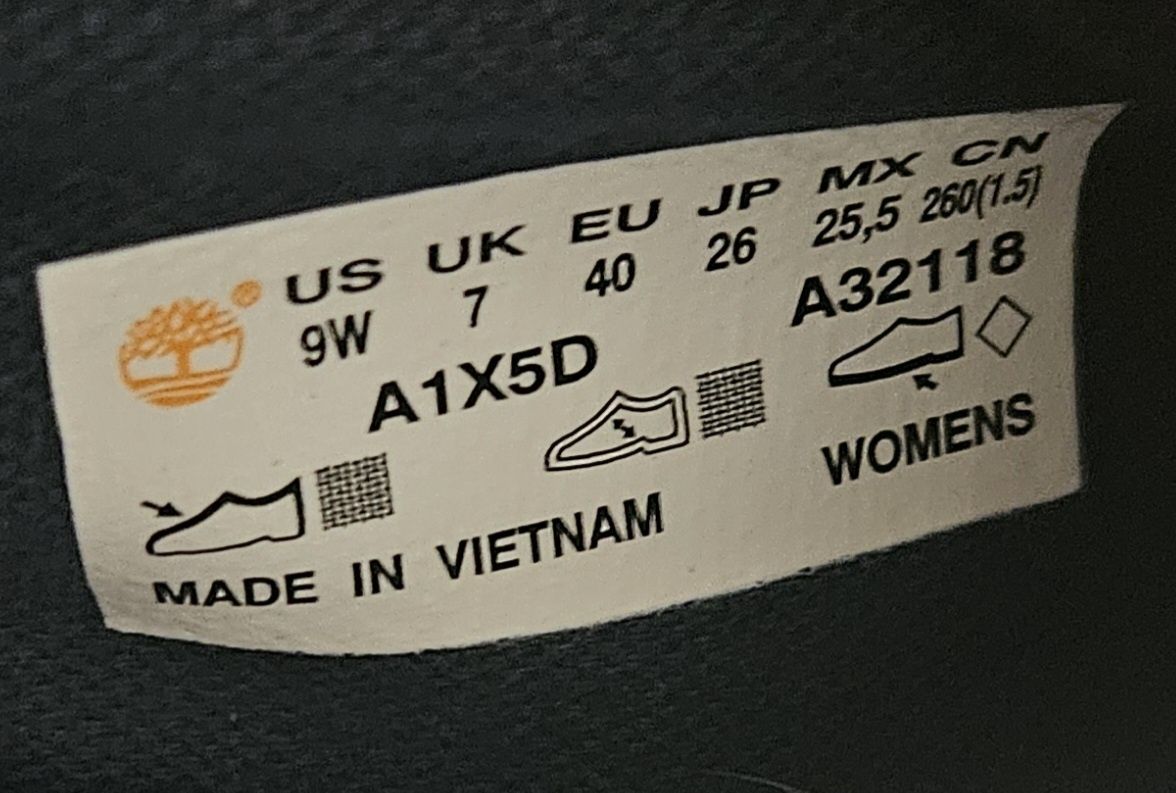 US UK EU JP MX CN
9W 7 40 26 25,5 260(1.5)
A1X5D A32118
WOMENS
MADE IN VIETNAM